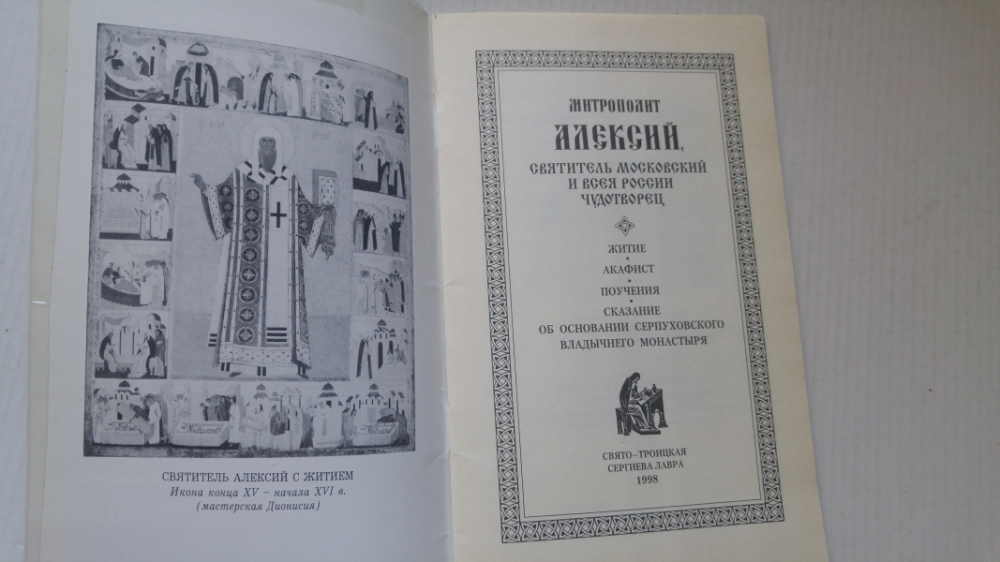 СВЯТИТЕЛЬ АЛЕКСИЙ С ЖИТИЕМ
Икона конца XV – начала XVI в.
(мастерская Дионисия)
МИТРОПОЛИТ
АЛЕКСИЙ,
СВЯТИТЕЛЬ МОСКОВСКИЙ
И ВСЕЯ РОССИИ
ЧУДОТВОРЕЦ
ЖИТИЕ
•
АКАФИСТ
•
ПОУЧЕНИЯ
•
СКАЗАНИЕ
ОБ ОСНОВАНИИ СЕРПУХОВСКОГО
ВЛАДЫЧНЕГО МОНАСТЫРЯ
СВЯТО–ТРОИЦКАЯ
СЕРГИЕВА ЛАВРА
1998